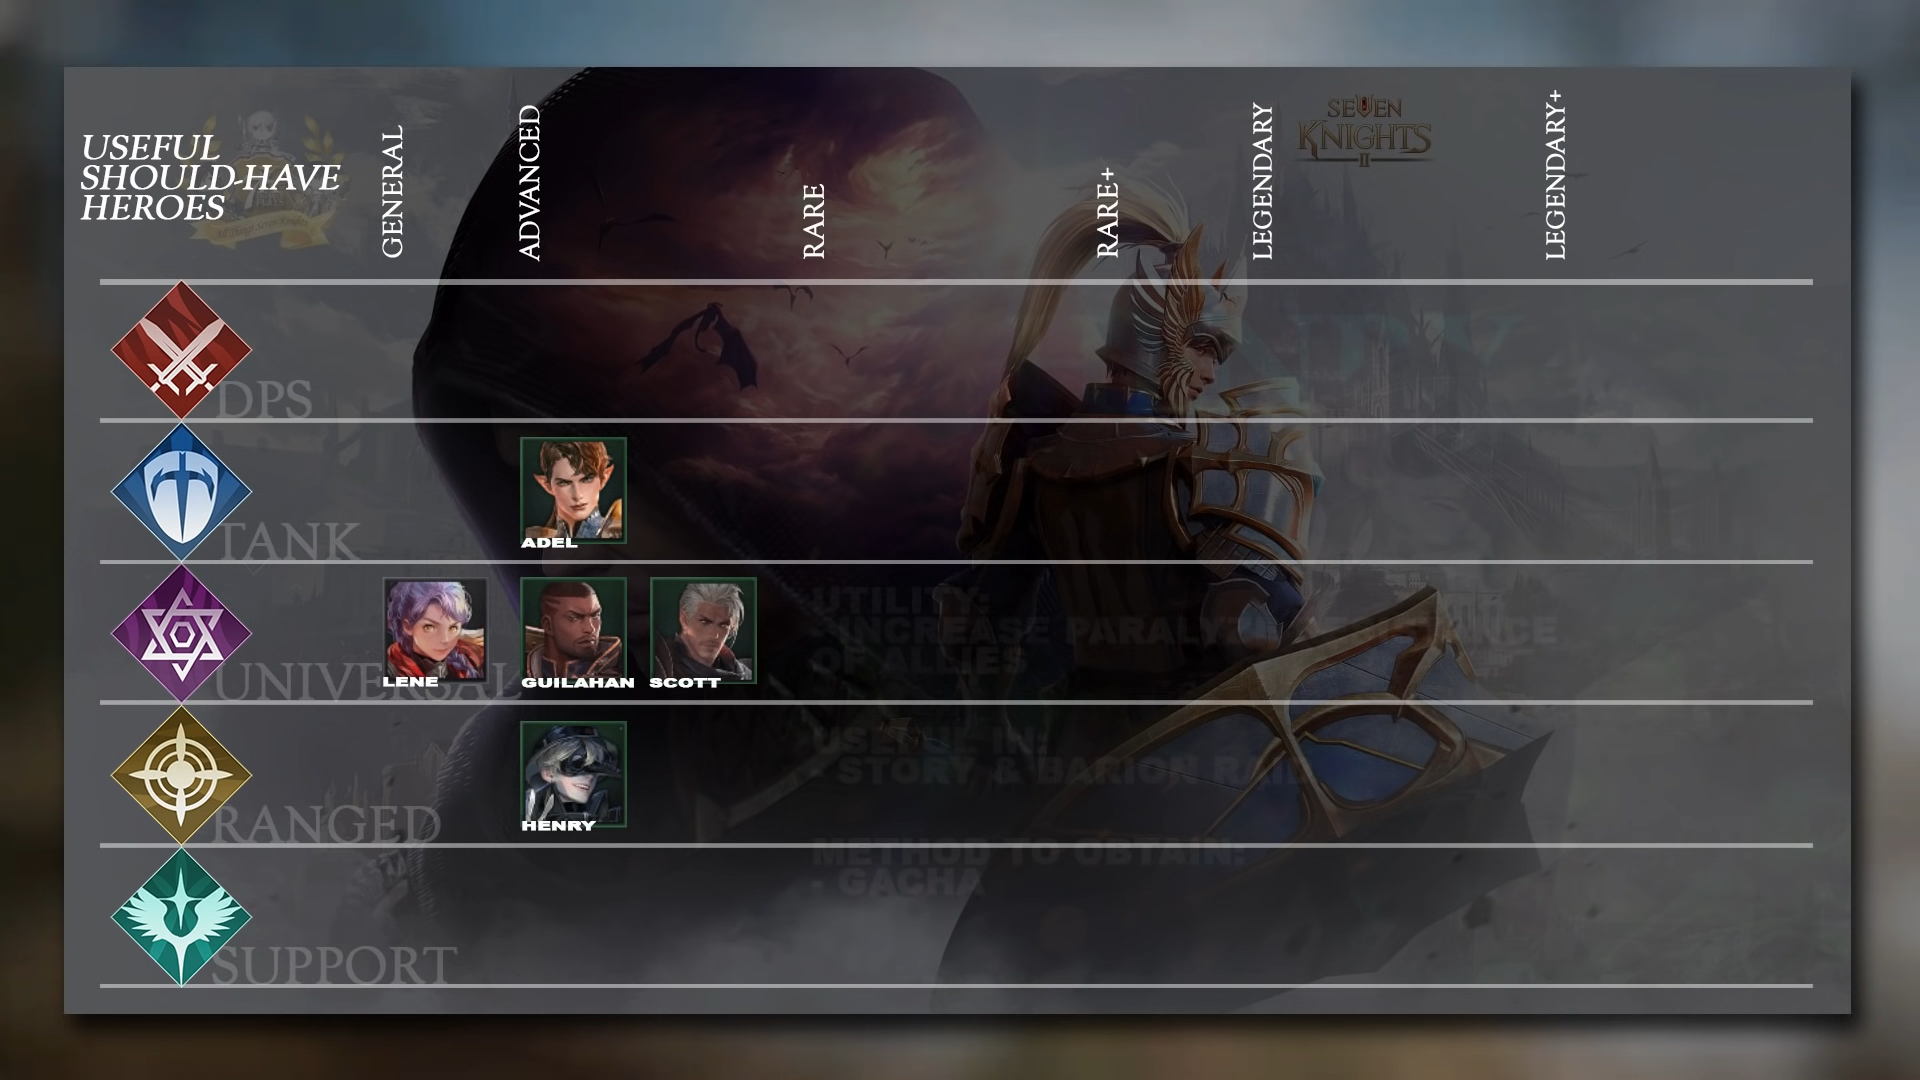 USEFUL
SHOULD-HAVE
HEROES
GENERAL
ADVANCED
RARE
RARE+
LEGENDARY
SEVEN
KNIGHTS
II
LEGENDARY+
DPS
TANK
ADEL
UNIVERSAL
LENE
GUILAHAN
SCOTT
UTILITY:
OF ALLIES
RANGED
HENRY
USEFUL IN:
- STORY & BARION
METHOD TO OBTAIN:
- GACHA
SUPPORT